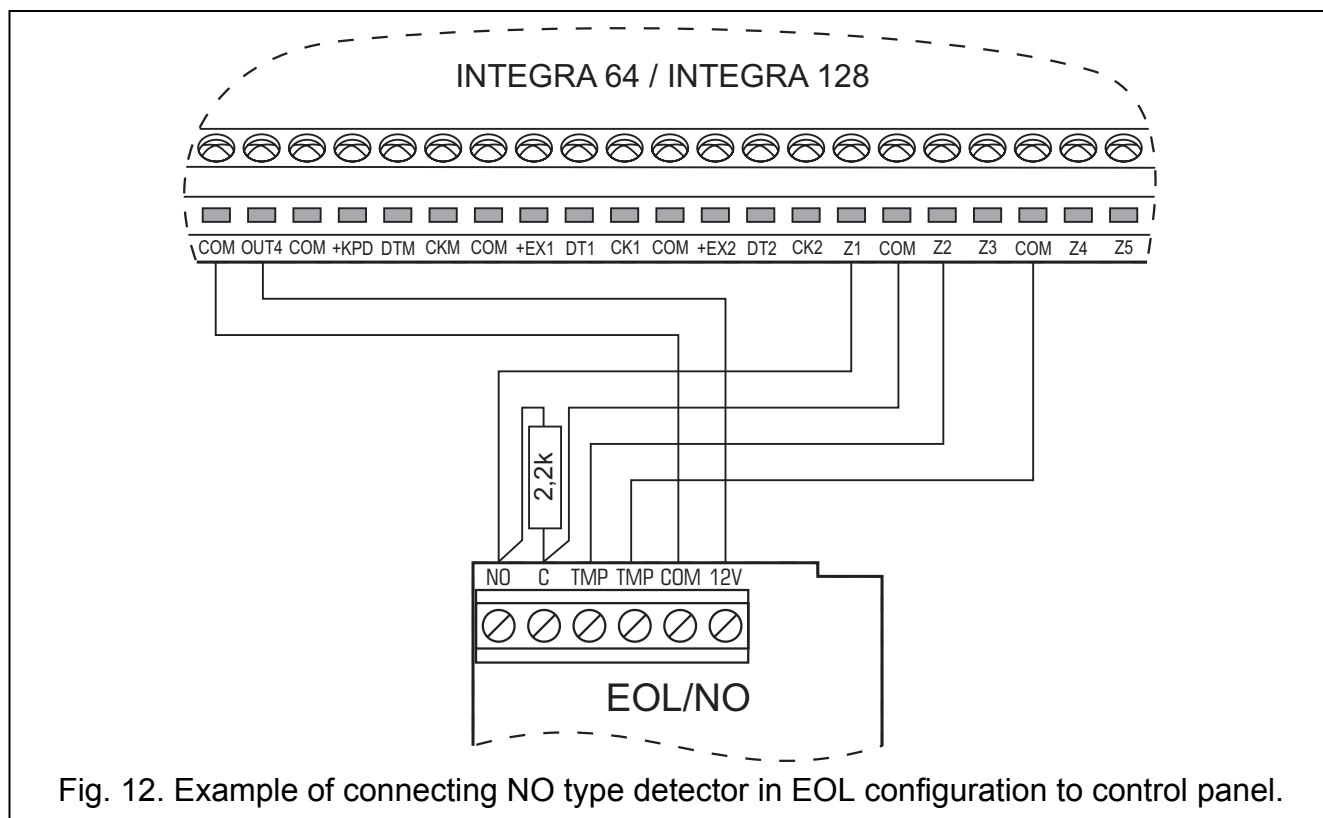 INTEGRA 64 / INTEGRA 128
COM OUT4 COM +KPD DTM CKM COM +EX1 DT1 CK1 COM +EX2 DT2 CK2 Z1 COM Z2 Z3 COM Z4 Z5
2,2k
NO C TMP TMP COM 12V
EOL/NO
Fig. 12. Example of connecting NO type detector in EOL configuration to control panel.